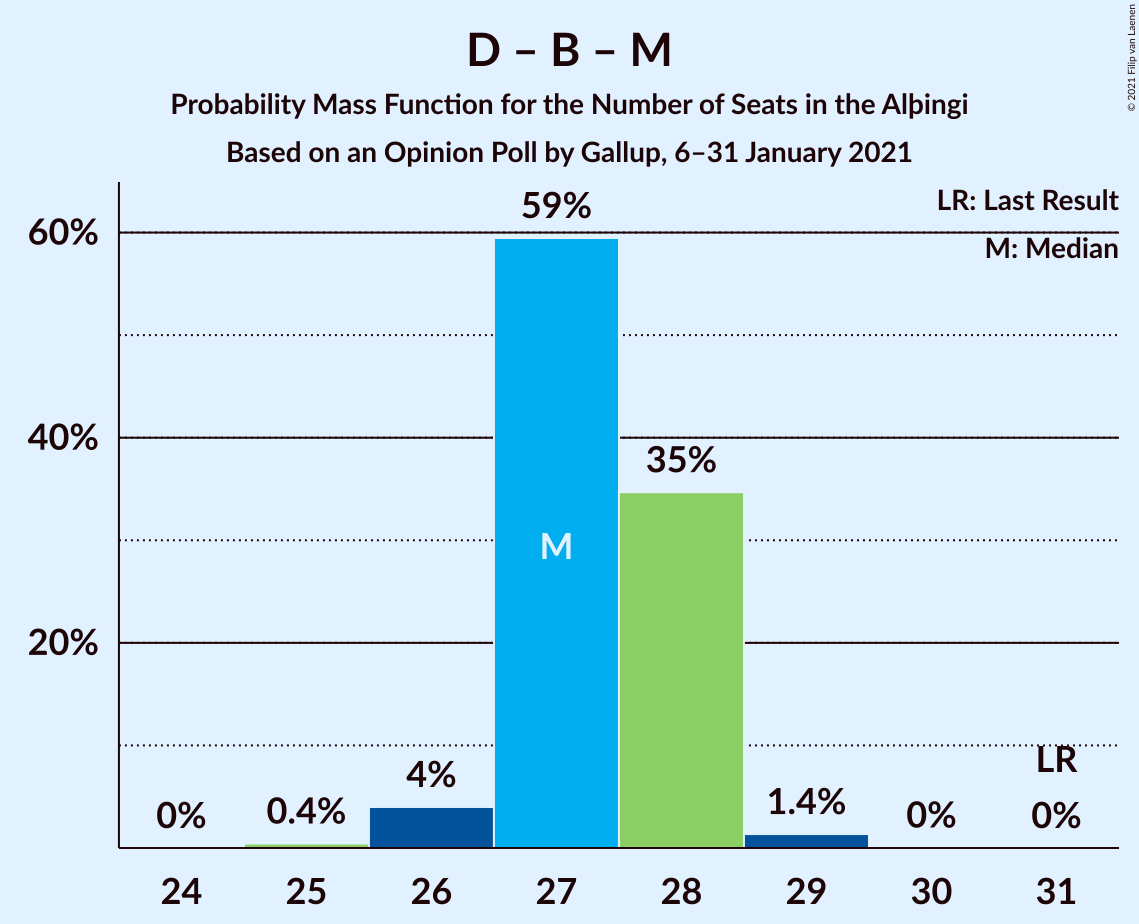 D – B – M
Probability Mass Function for the Number of Seats in the Alþingi
Based on an Opinion Poll by Gallup, 6–31 January 2021
© 2021 Filip van Laenen
LR: Last Result
M: Median
60%
40%
20%
59%
35%
M
LR
0%
0.4%
4%
1.4%
0%
0%
24
25
26
27
28
29
30
31